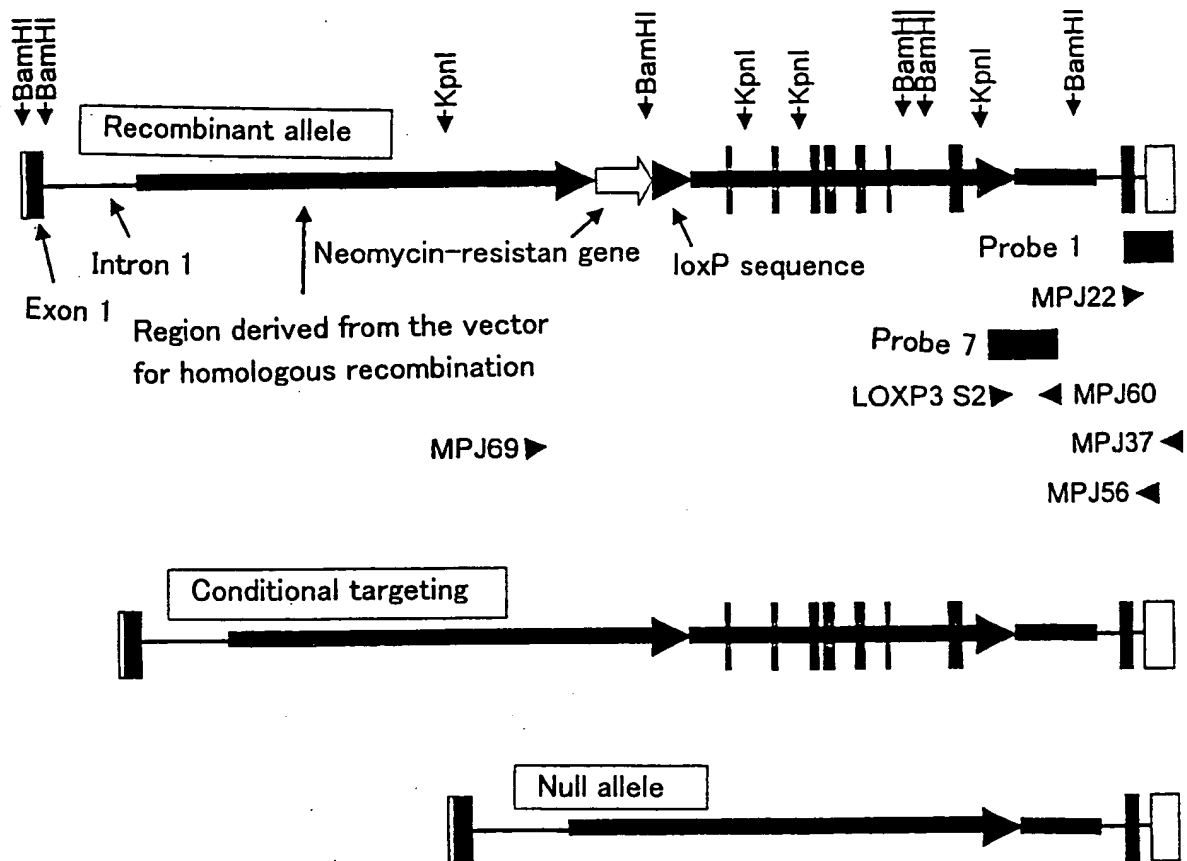 BamHI
BamHI
KpnI
BamHI
KpnI
KpnI
BamHI
BamHI
KpnI
BamHI
Recombinant allele
Exon 1
Intron 1
Region derived from the vector
for homologous recombination
Neomycin-resistan gene
loxP sequence
Probe 1
MPJ22
Probe 7
LOXP3 S2
MPJ60
MPJ69
MPJ37
MPJ56
Conditional targeting
Null allele